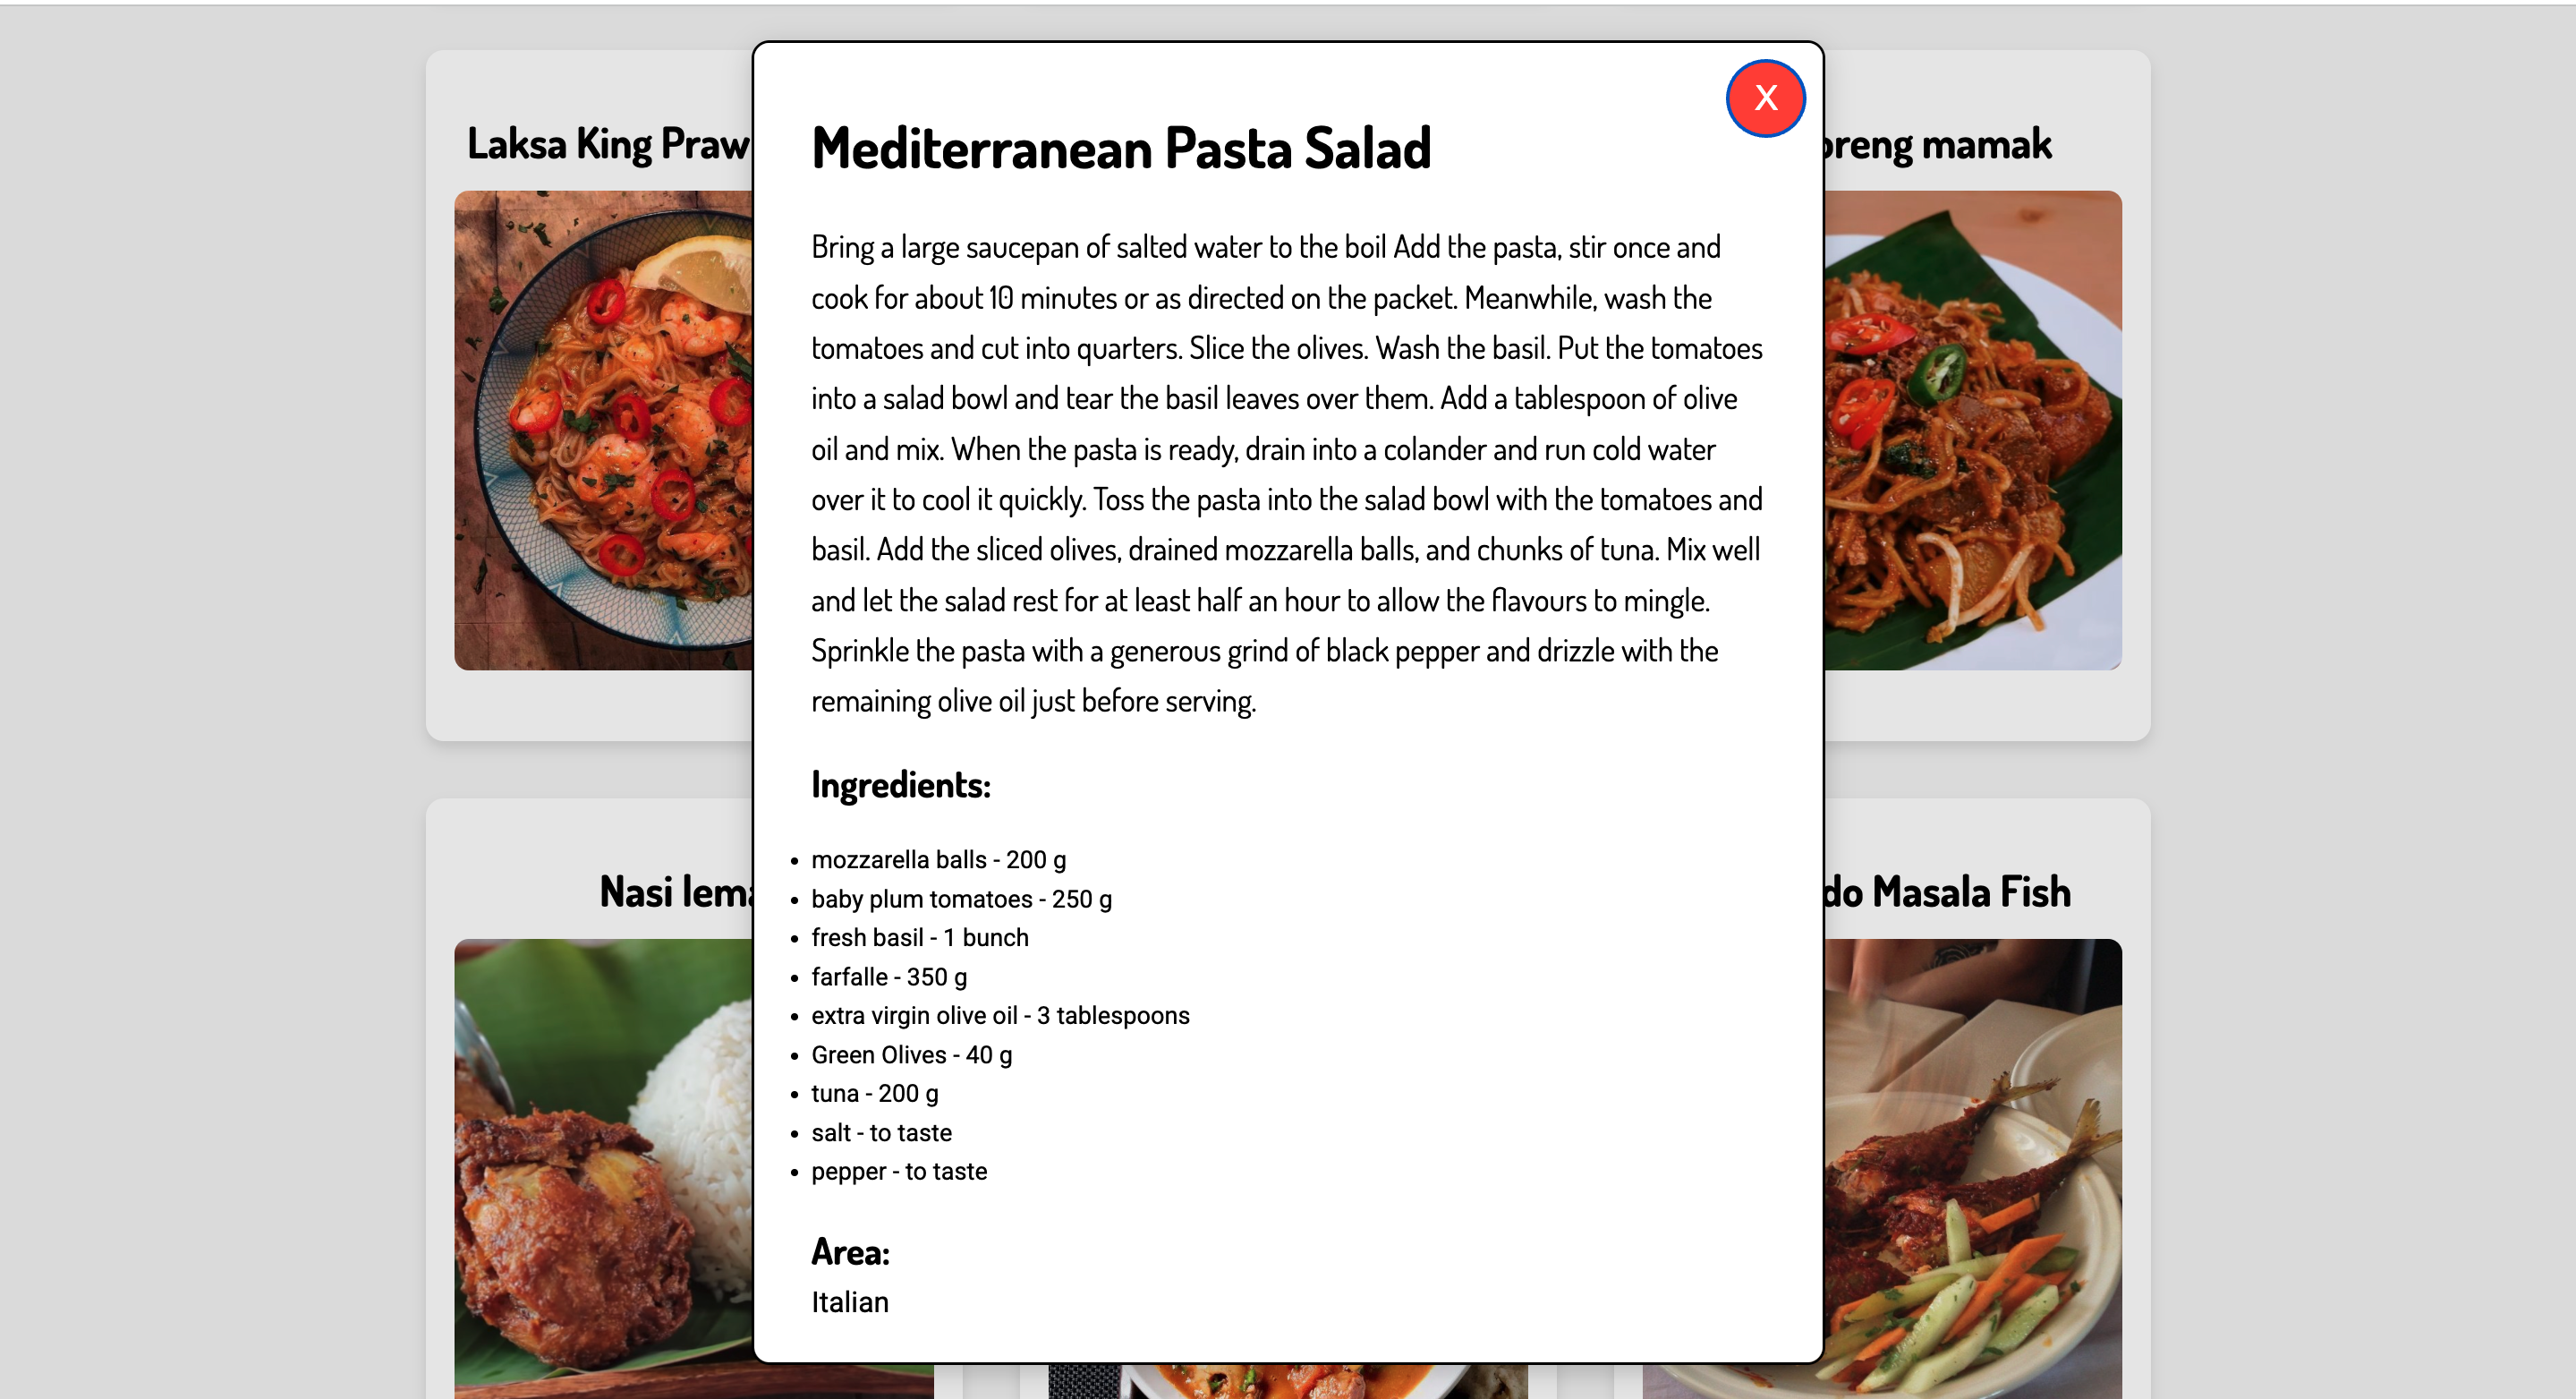 Laksa King Praw
X
Mediterranean Pasta Salad
oreng mamak
Bring a large saucepan of salted water to the boil Add the pasta, stir once and
cook for about 10 minutes or as directed on the packet. Meanwhile, wash the
tomatoes and cut into quarters. Slice the olives. Wash the basil. Put the tomatoes
into a salad bowl and tear the basil leaves over them. Add a tablespoon of olive
oil and mix. When the pasta is ready, drain into a colander and run cold water
over it to cool it quickly. Toss the pasta into the salad bowl with the tomatoes and
basil. Add the sliced olives, drained mozzarella balls, and chunks of tuna. Mix well
and let the salad rest for at least half an hour to allow the flavours to mingle.
Sprinkle the pasta with a generous grind of black pepper and drizzle with the
remaining olive oil just before serving.
Ingredients:
• mozzarella balls - 200 g
• baby plum tomatoes - 250 g
• fresh basil - 1 bunch
• farfalle - 350 g
• extra virgin olive oil - 3 tablespoons
• Green Olives - 40 g
• tuna - 200 g
• salt - to taste
• pepper - to taste
Area:
Italian
Nasi lema
do Masala Fish